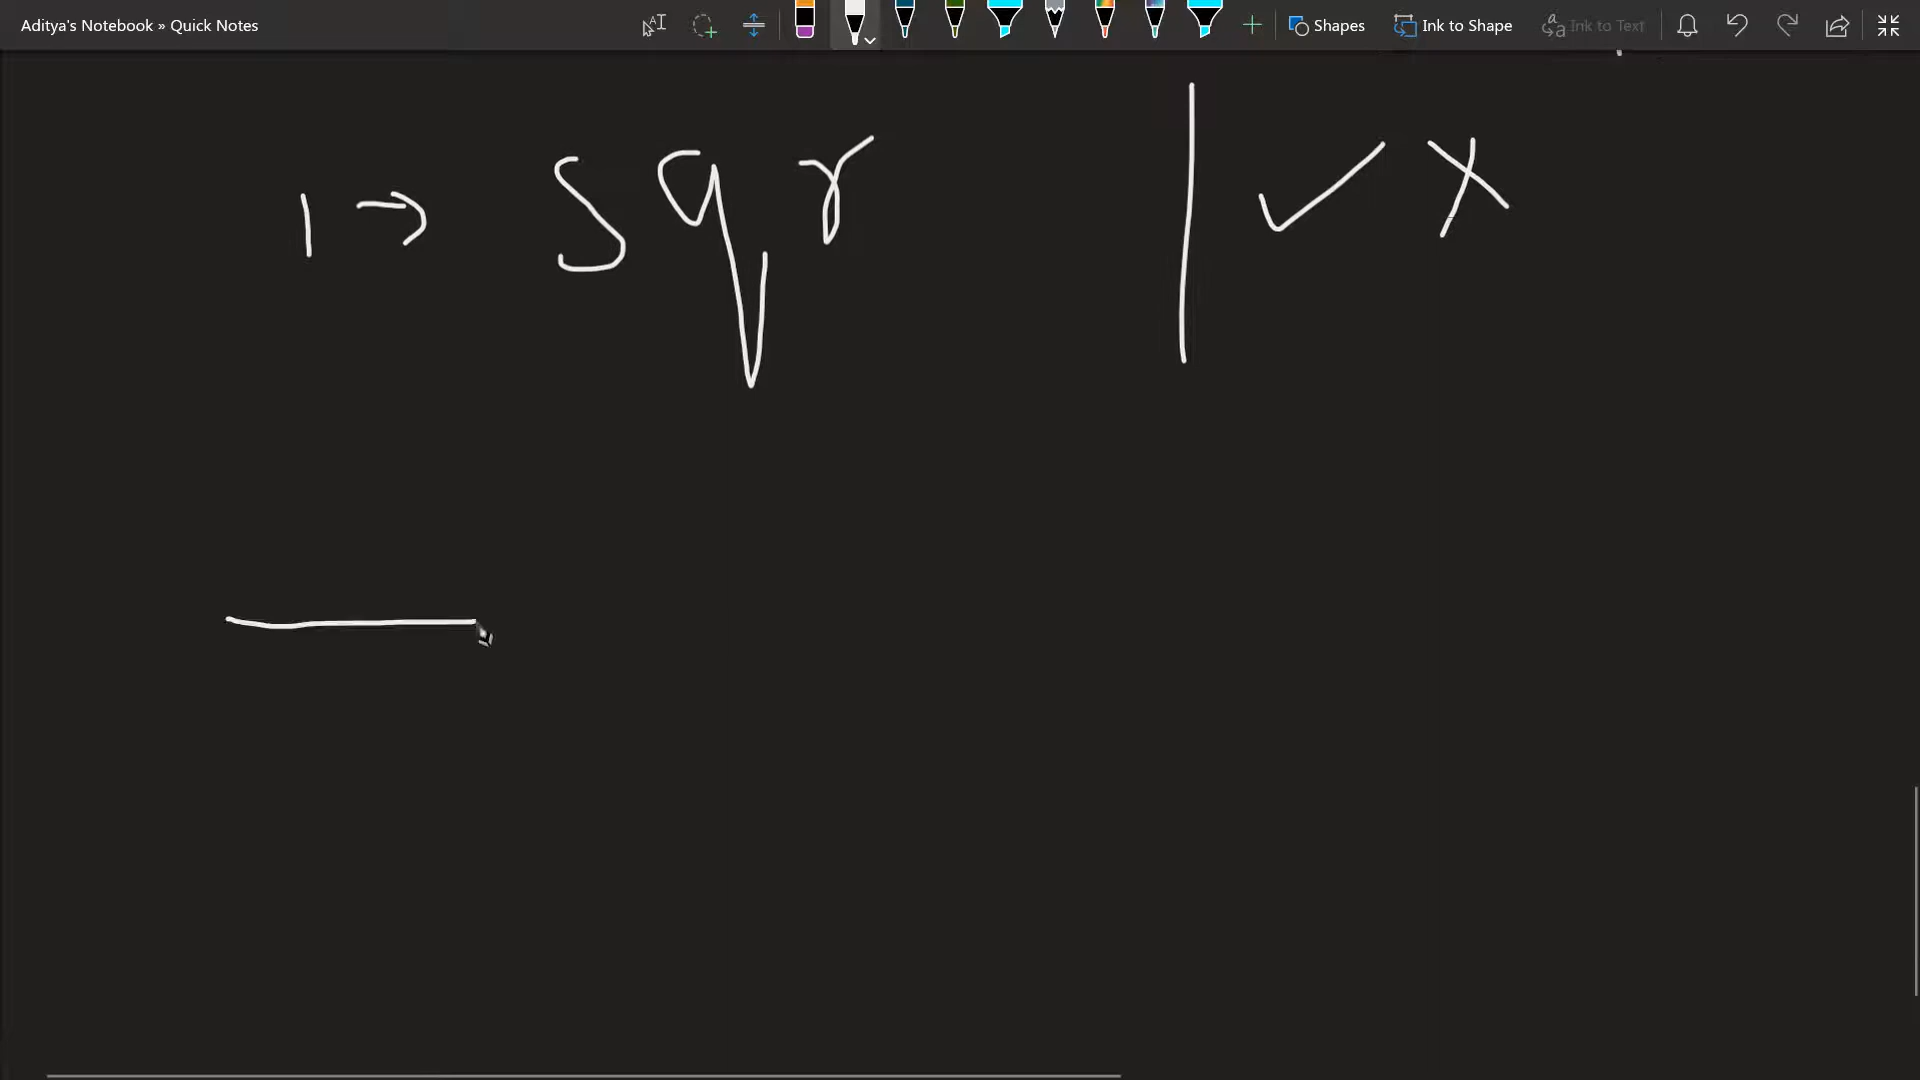 Aditya's Notebook » Quick Notes
Shapes
Ink to Shape
Ink to Text
1 → sqr | ✓ X